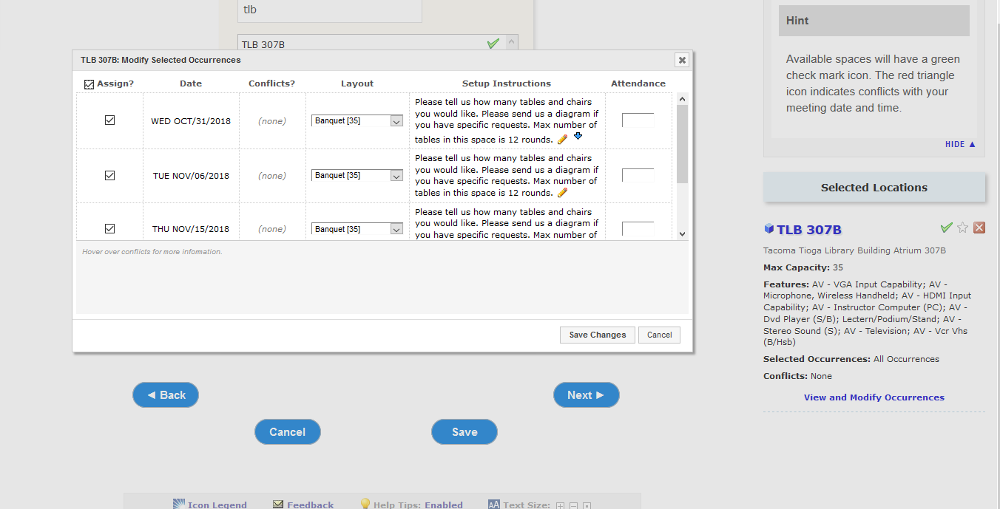 tlb
TLB 307B
TLB 307B: Modify Selected Occurrences
Assign? Date Conflicts? Layout Setup Instructions Attendance
WED OCT/31/2018 (none) Banquet [35]
Please tell us how many tables and chairs
you would like. Please send us a diagram if
you have specific requests. Max number of
tables in this space is 12 rounds.
TUE NOV/06/2018 (none) Banquet [35]
Please tell us how many tables and chairs
you would like. Please send us a diagram if
you have specific requests. Max number of
tables in this space is 12 rounds.
THU NOV/15/2018 (none) Banquet [35]
Please tell us how many tables and chairs
you would like. Please send us a diagram if
you have specific requests. Max number of
Hover over conflicts for more information.
Save Changes Cancel
◄ Back Next ►
Cancel Save
Icon Legend Feedback Help Tips: Enabled AA Text Size:
Hint
Available spaces will have a green
check mark icon. The red triangle
icon indicates conflicts with your
meeting date and time.
HIDE ▲
Selected Locations
TLB 307B
Tacoma Tioga Library Building Atrium 307B
Max Capacity: 35
Features: AV - VGA Input Capability; AV -
Microphone, Wireless Handheld; AV - HDMI Input
Capability; AV - Instructor Computer (PC); AV -
Dvd Player (S/B); Lectern/Podium/Stand; AV -
Stereo Sound (S); AV - Television; AV - Vcr Vhs
(B/Hsb)
Selected Occurrences: All Occurrences
Conflicts: None
View and Modify Occurrences